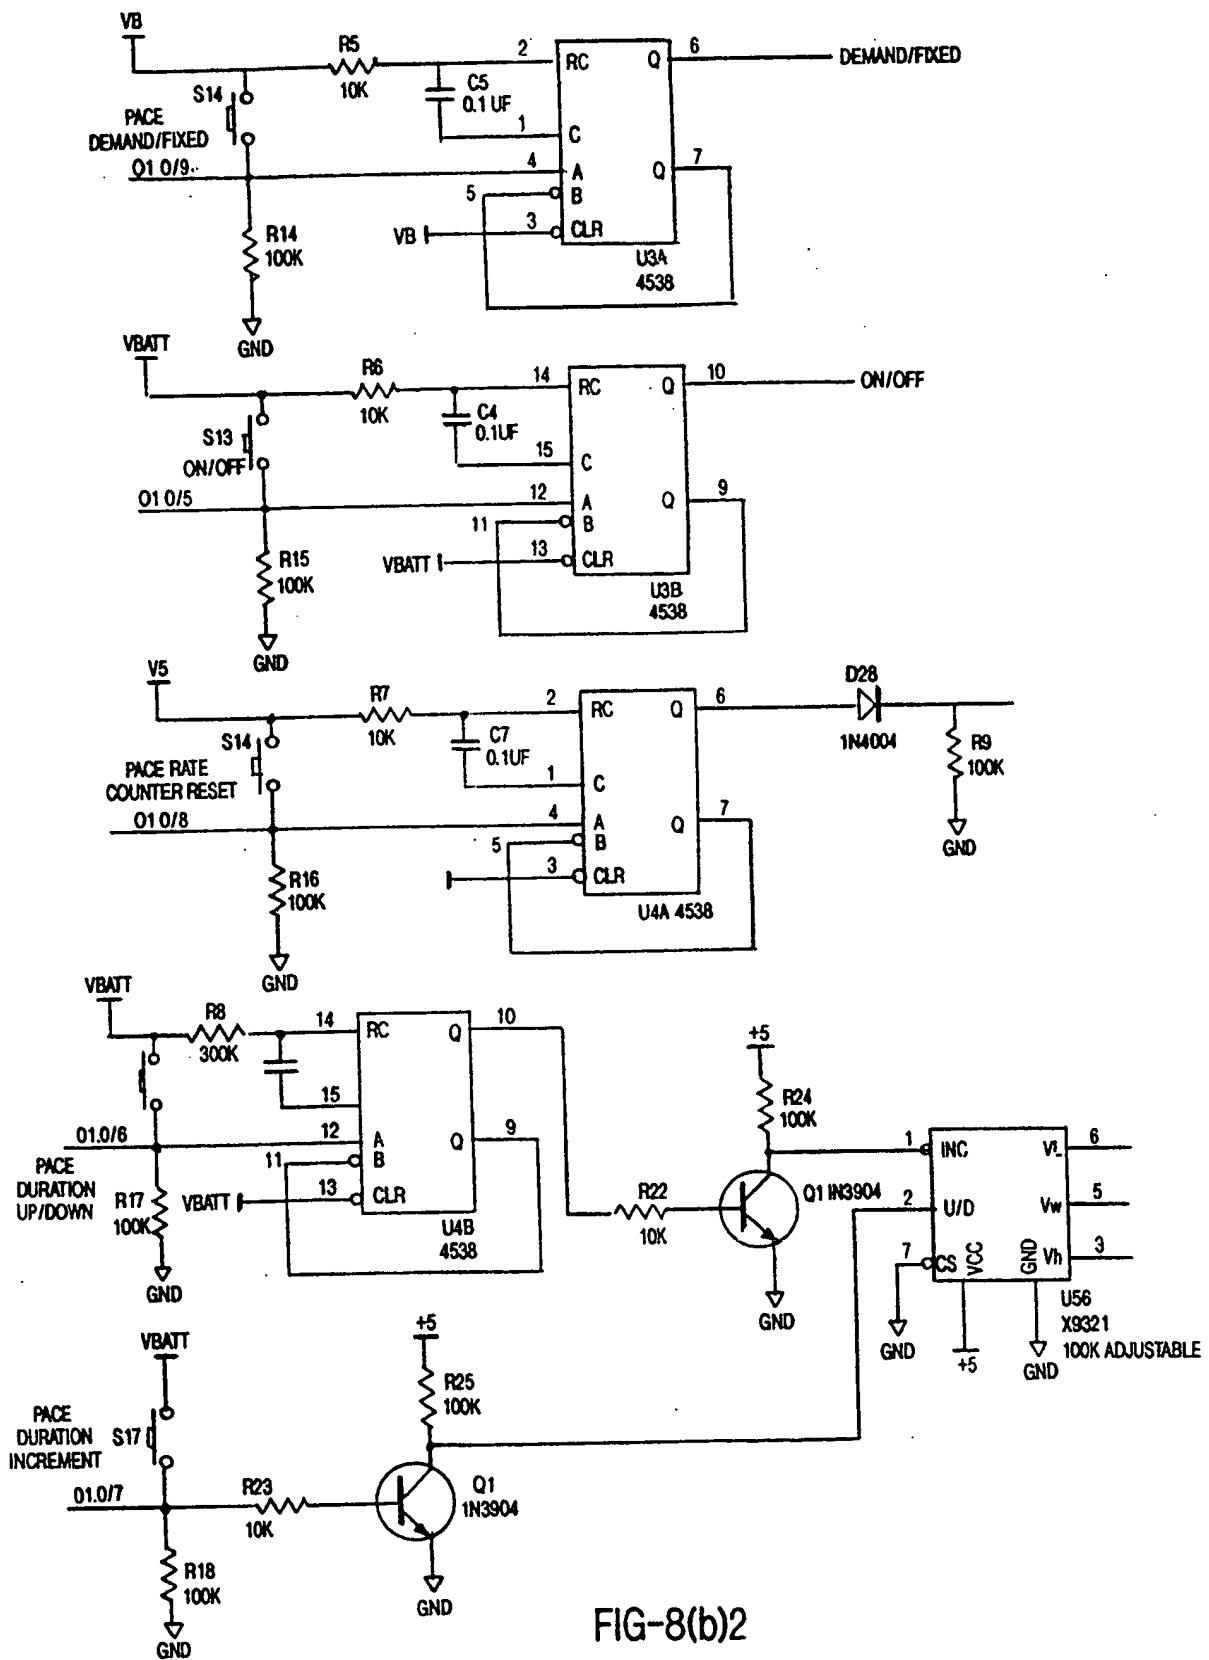 VB
R5
10K
2
RC
Q
6
DEMAND/FIXED
S14
C5
0.1 UF
PACE
DEMAND/FIXED
1
C
O1 0/9
4
A
Q
7
5
B
VB
3
CLR
R14
100K
U3A
4538
GND
VBATT
R6
10K
14
RC
Q
10
ON/OFF
S13
ON/OFF
C4
0.1UF
15
C
O1 0/5
12
A
Q
9
11
B
VBATT
13
CLR
R15
100K
U3B
4538
GND
V5
R7
10K
2
RC
Q
6
D28
1N4004
R9
100K
GND
S14
C7
0.1UF
PACE RATE
COUNTER RESET
1
C
O1 0/8
4
A
Q
7
5
B
3
CLR
R16
100K
U4A 4538
GND
VBATT
R8
300K
14
RC
Q
10
15
O1.0/6
12
A
Q
9
11
B
PACE
DURATION
UP/DOWN
R17
100K
VBATT
13
CLR
U4B
4538
GND
+5
R24
100K
R22
10K
Q1 IN3904
GND
1
INC
VL
6
2
U/D
Vw
5
7
CS
VCC
GND
Vh
3
GND
+5
GND
U56
X9321
100K ADJUSTABLE
VBATT
+5
R25
100K
PACE
DURATION
INCREMENT
S17
O1.0/7
R23
10K
Q1
1N3904
R18
100K
GND
GND
FIG-8(b)2